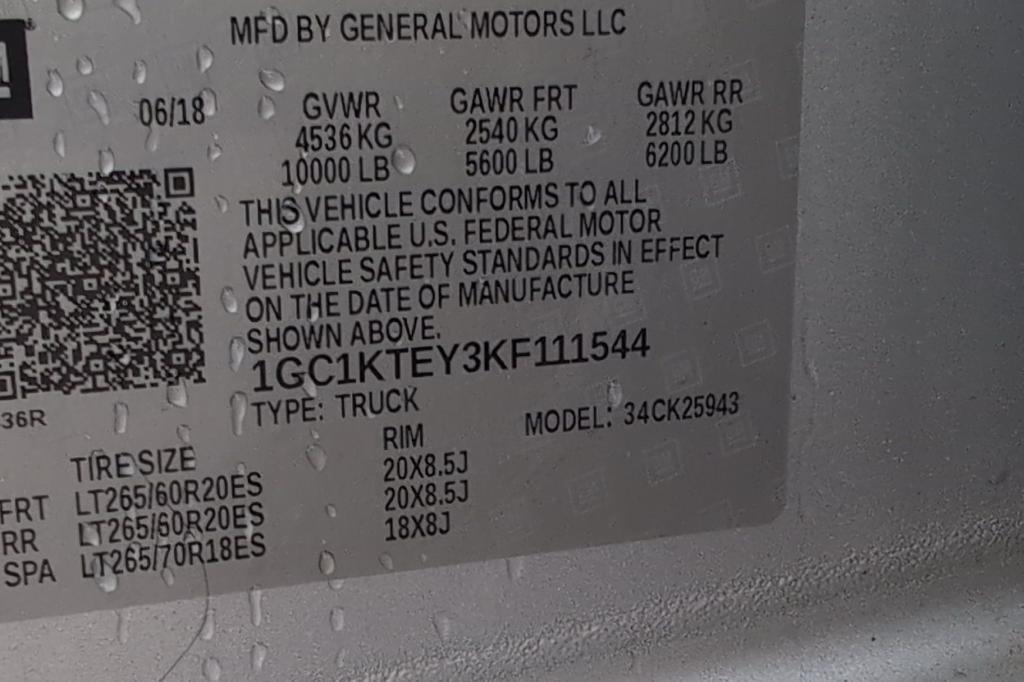 MFD BY GENERAL MOTORS LLC
06/18 GVWR GAWR FRT GAWR RR
4536 KG 2540 KG 2812 KG
10000 LB 5600 LB 6200 LB
THIS VEHICLE CONFORMS TO ALL
APPLICABLE U.S. FEDERAL MOTOR
VEHICLE SAFETY STANDARDS IN EFFECT
ON THE DATE OF MANUFACTURE
SHOWN ABOVE.
1GC1KTEY3KF111544
36R
TYPE: TRUCK MODEL: 34CK25943
TIRE SIZE RIM
FRT LT265/60R20ES 20X8.5J
RR LT265/60R20ES 20X8.5J
SPA LT265/70R18ES 18X8J